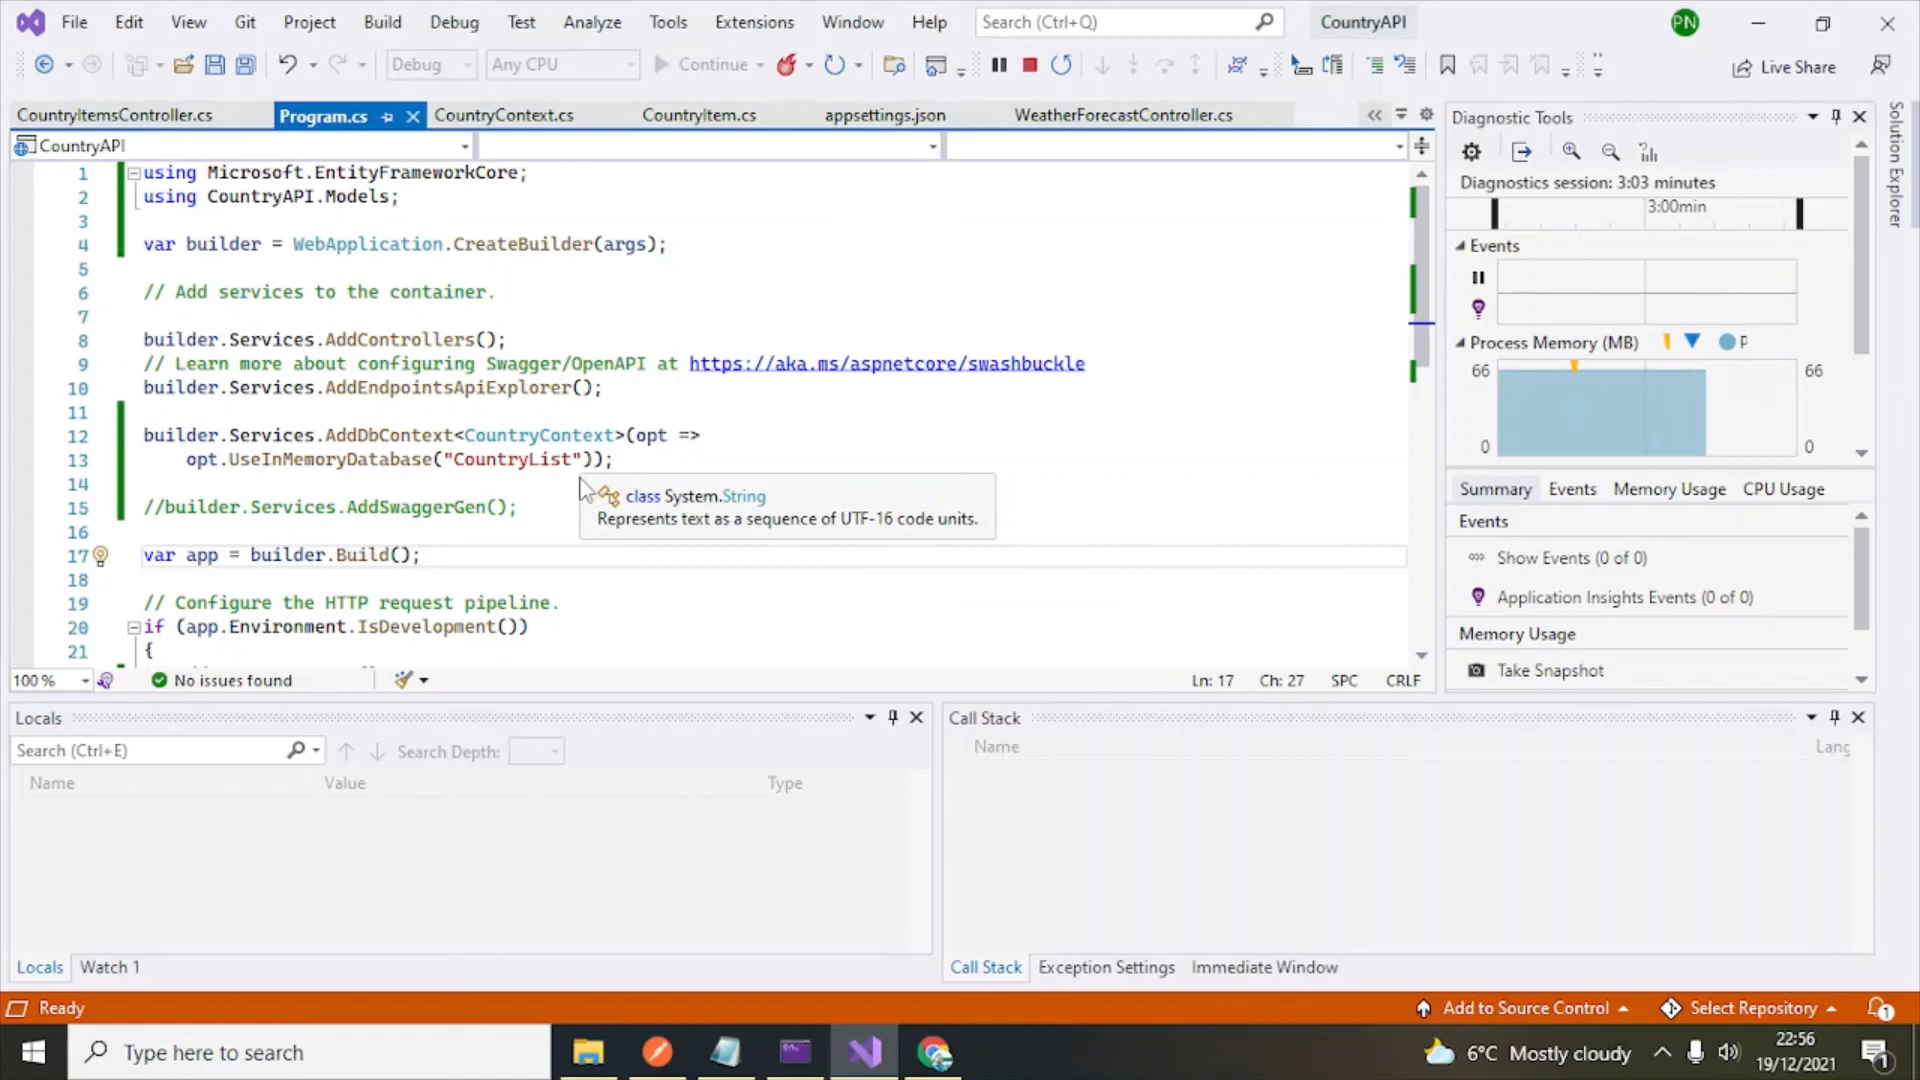 File Edit View Git Project Build Debug Test Analyze Tools Extensions Window Help Search (Ctrl+Q) CountryAPI PN
Debug Any CPU Continue Live Share
CountryItemsController.cs Program.cs CountryContext.cs CountryItem.cs appsettings.json WeatherForecastController.cs
CountryAPI
1 using Microsoft.EntityFrameworkCore;
2 using CountryAPI.Models;
3
4 var builder = WebApplication.CreateBuilder(args);
5
6 // Add services to the container.
7
8 builder.Services.AddControllers();
9 // Learn more about configuring Swagger/OpenAPI at https://aka.ms/aspnetcore/swashbuckle
10 builder.Services.AddEndpointsApiExplorer();
11
12 builder.Services.AddDbContext<CountryContext>(opt =>
13 opt.UseInMemoryDatabase("CountryList"));
14
class System.String
15 //builder.Services.AddSwaggerGen();
Represents text as a sequence of UTF-16 code units.
16
17 var app = builder.Build();
18
19 // Configure the HTTP request pipeline.
20 if (app.Environment.IsDevelopment())
21 {
100 % No issues found Ln: 17 Ch: 27 SPC CRLF
Diagnostic Tools
Diagnostics session: 3:03 minutes
3:00min
Events
Process Memory (MB) P
66 66
0 0
Summary Events Memory Usage CPU Usage
Events
Show Events (0 of 0)
Application Insights Events (0 of 0)
Memory Usage
Take Snapshot
Solution Explorer
Locals
Search (Ctrl+E) Search Depth:
Name Value Type
Locals Watch 1
Call Stack
Name Lang
Call Stack Exception Settings Immediate Window
Ready Add to Source Control Select Repository 1
Type here to search 6°C Mostly cloudy 22:56
19/12/2021 1